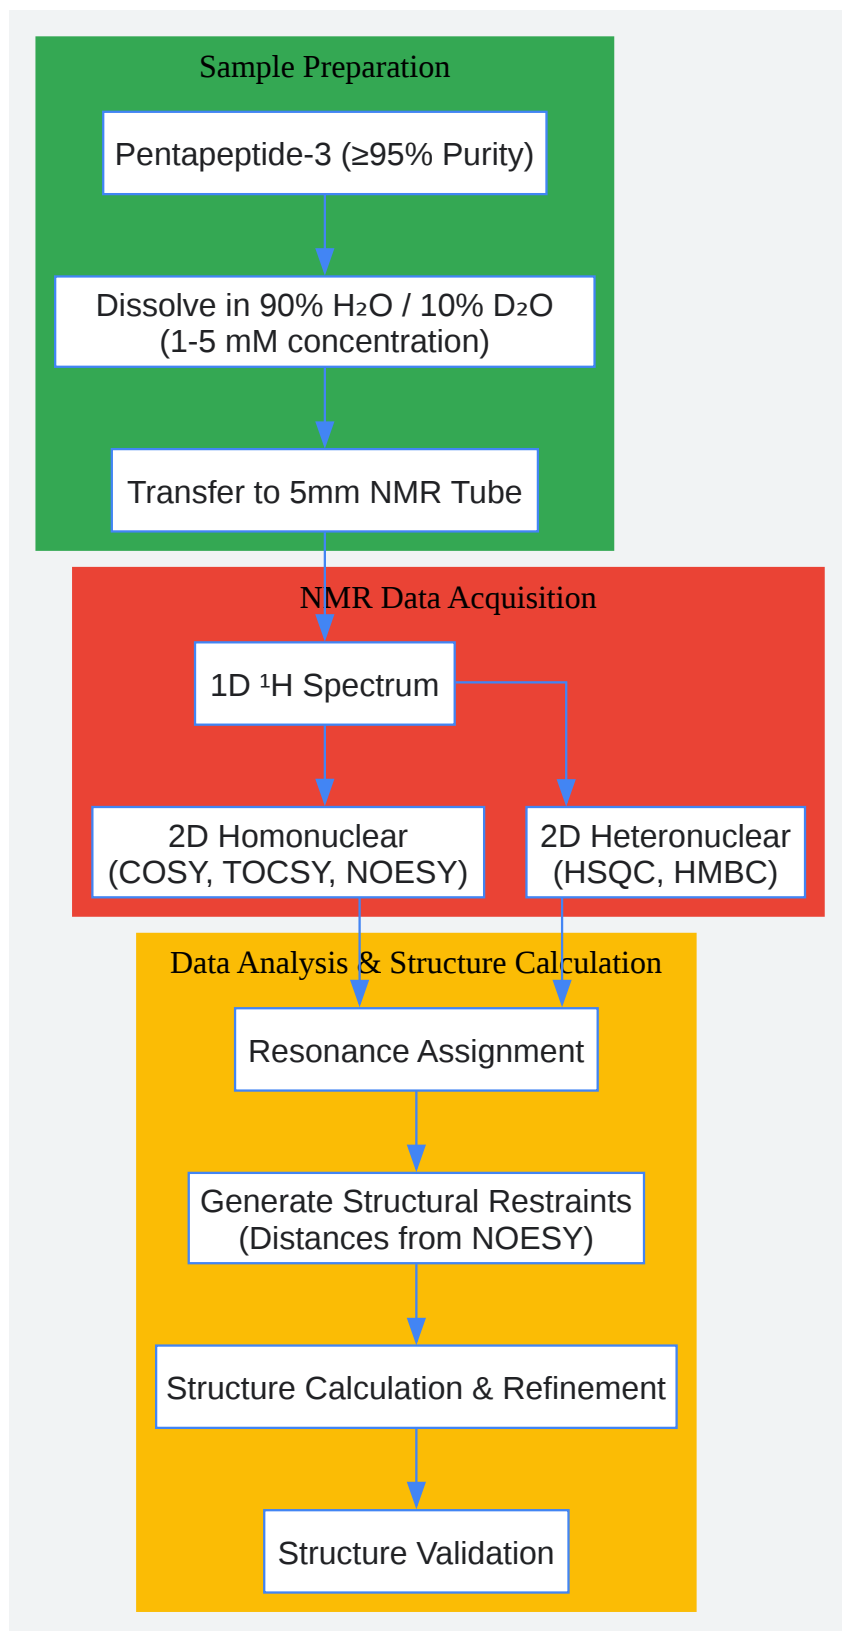 Sample Preparation
Pentapeptide-3 (≥95% Purity)
Dissolve in 90% H₂O / 10% D₂O
(1-5 mM concentration)
Transfer to 5mm NMR Tube
NMR Data Acquisition
1D ¹H Spectrum
2D Homonuclear
(COSY, TOCSY, NOESY)
2D Heteronuclear
(HSQC, HMBC)
Data Analysis & Structure Calculation
Resonance Assignment
Generate Structural Restraints
(Distances from NOESY)
Structure Calculation & Refinement
Structure Validation